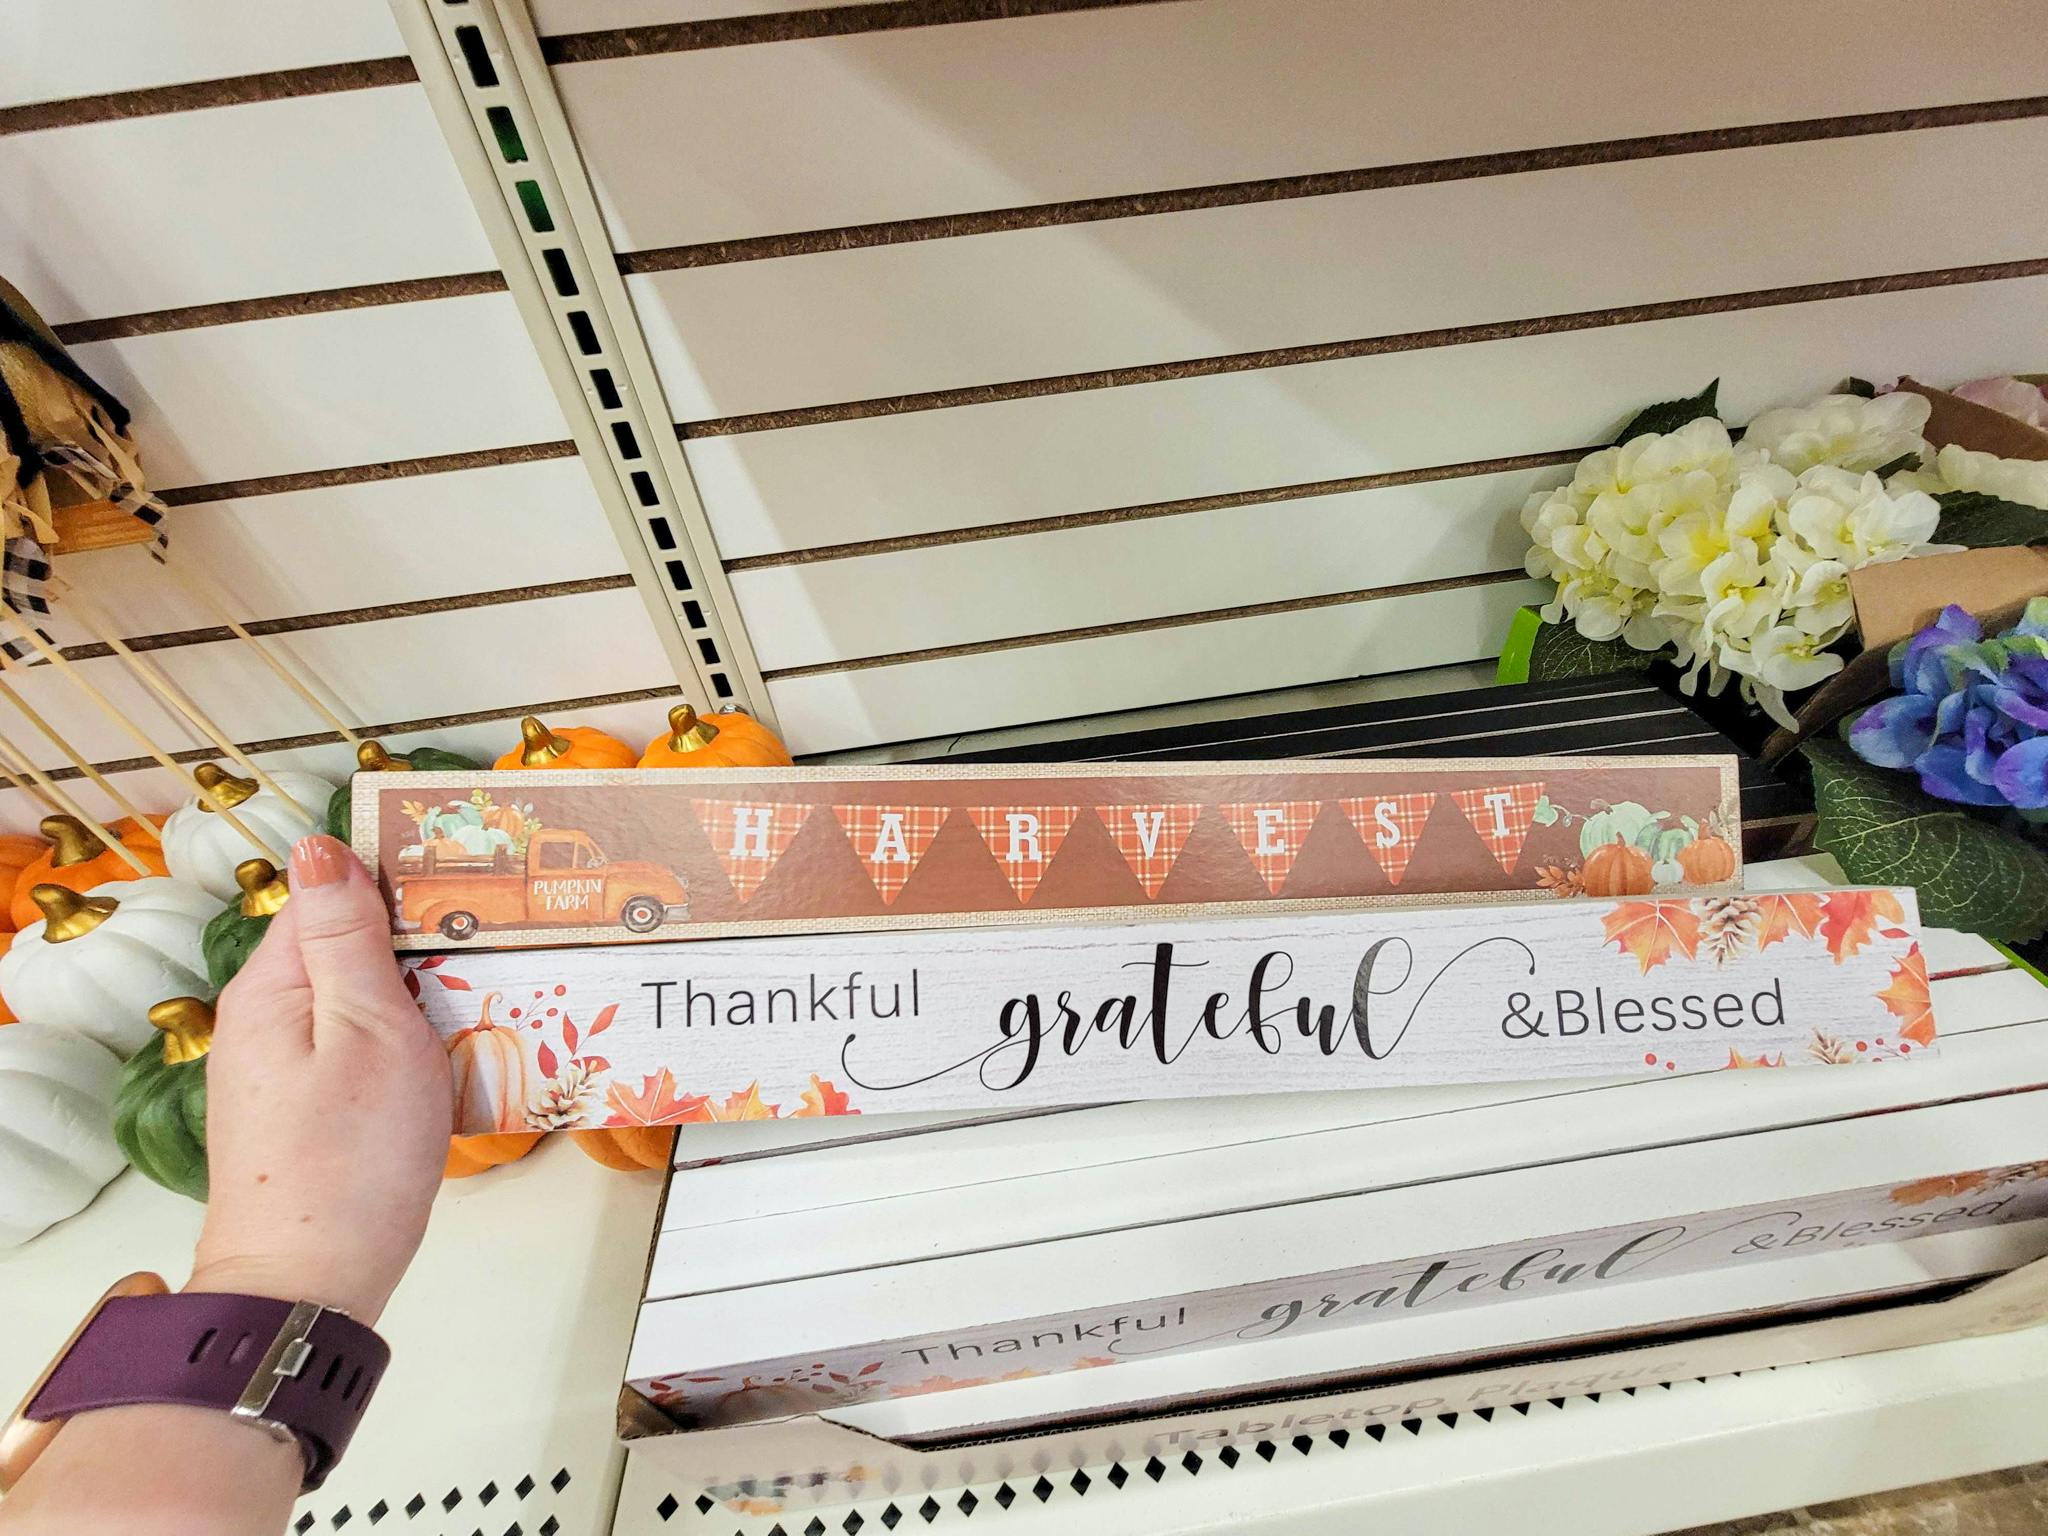 HARVEST
PUMPKIN
FARM
Thankful grateful &Blessed
Thankful grateful &Blessed
Tabletop Plaque